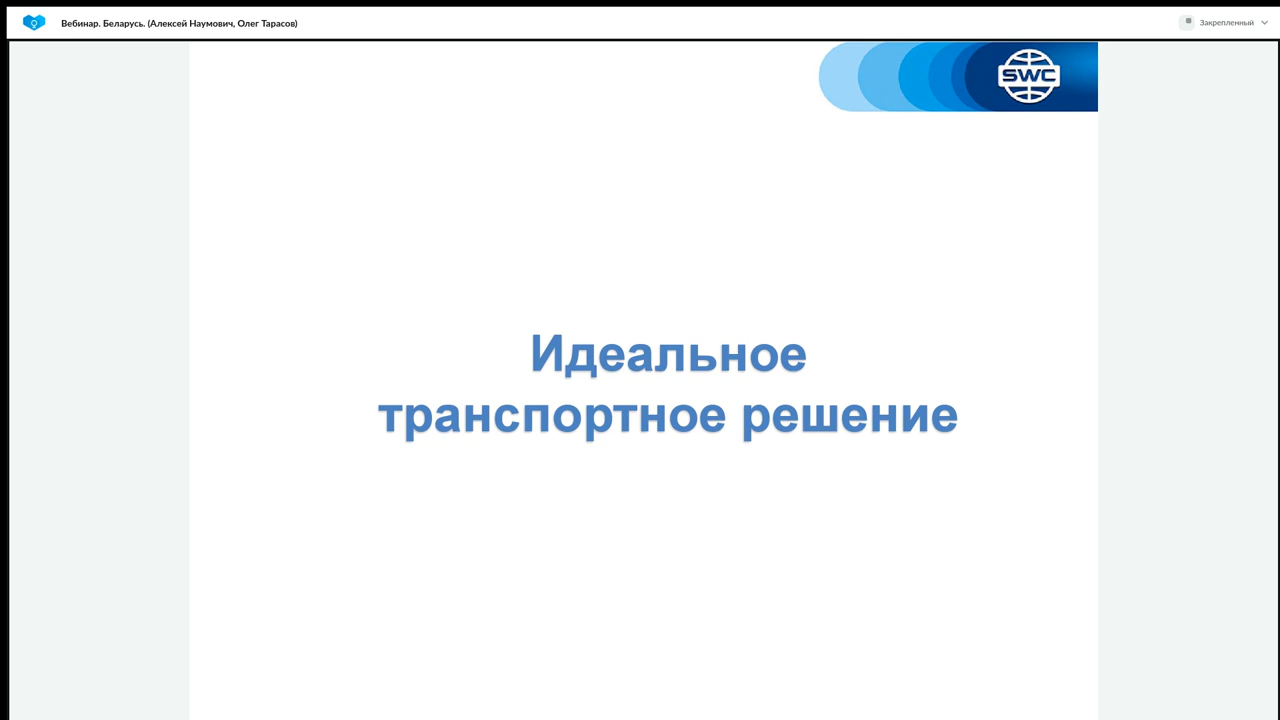 Вебинар. Беларусь. (Алексей Наумович, Олег Тарасов)
Закрепленный
SWC
Идеальное
транспортное решение